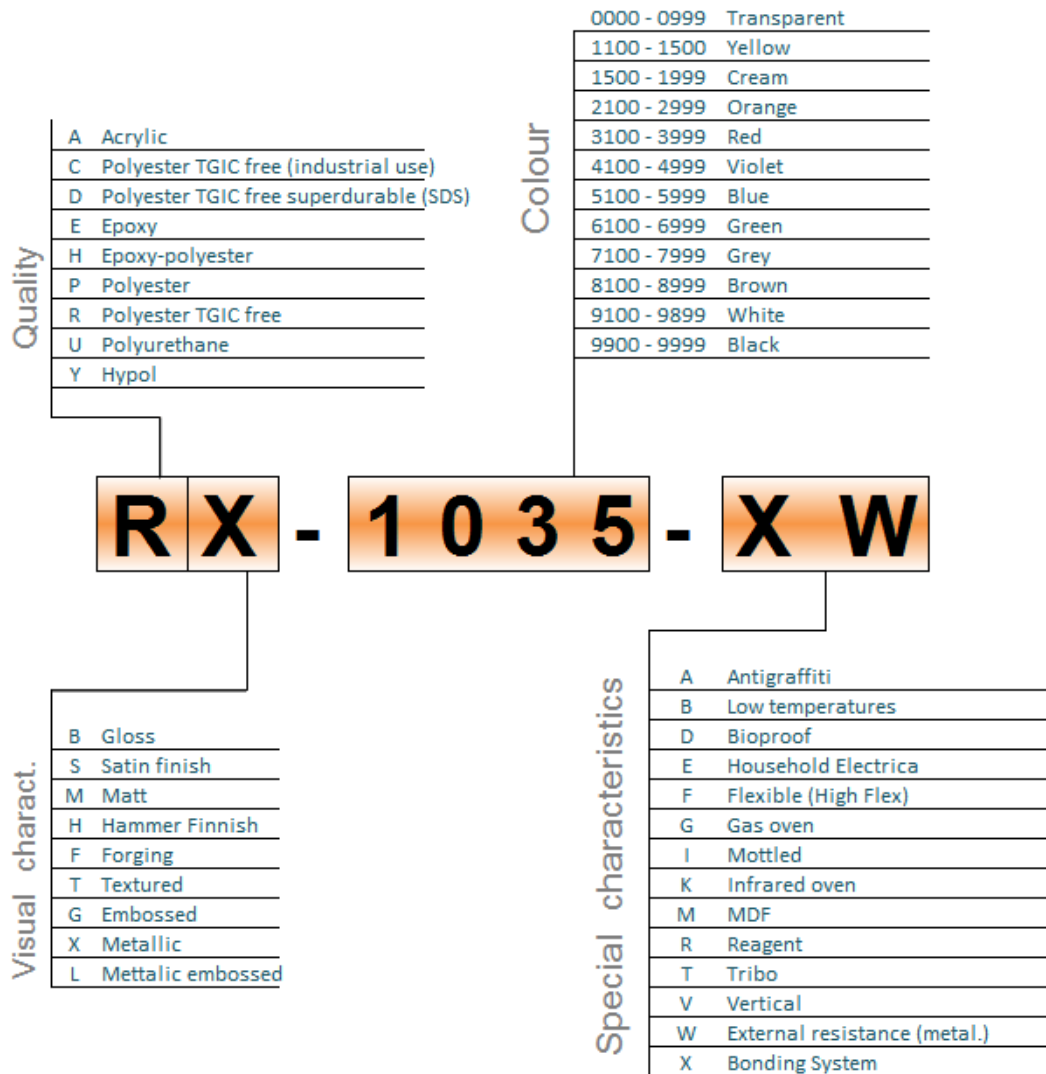 0000 - 0999 Transparent
1100 - 1500 Yellow
1500 - 1999 Cream
2100 - 2999 Orange
3100 - 3999 Red
4100 - 4999 Violet
5100 - 5999 Blue
6100 - 6999 Green
7100 - 7999 Grey
8100 - 8999 Brown
9100 - 9899 White
9900 - 9999 Black
Colour
A Acrylic
C Polyester TGIC free (industrial use)
D Polyester TGIC free superdurable (SDS)
E Epoxy
H Epoxy-polyester
P Polyester
R Polyester TGIC free
U Polyurethane
Y Hypol
Quality
R X - 1 0 3 5 - X W
B Gloss
S Satin finish
M Matt
H Hammer Finnish
F Forging
T Textured
G Embossed
X Metallic
L Mettalic embossed
Visual charact.
A Antigraffiti
B Low temperatures
D Bioproof
E Household Electrica
F Flexible (High Flex)
G Gas oven
I Mottled
K Infrared oven
M MDF
R Reagent
T Tribo
V Vertical
W External resistance (metal.)
X Bonding System
Special characteristics